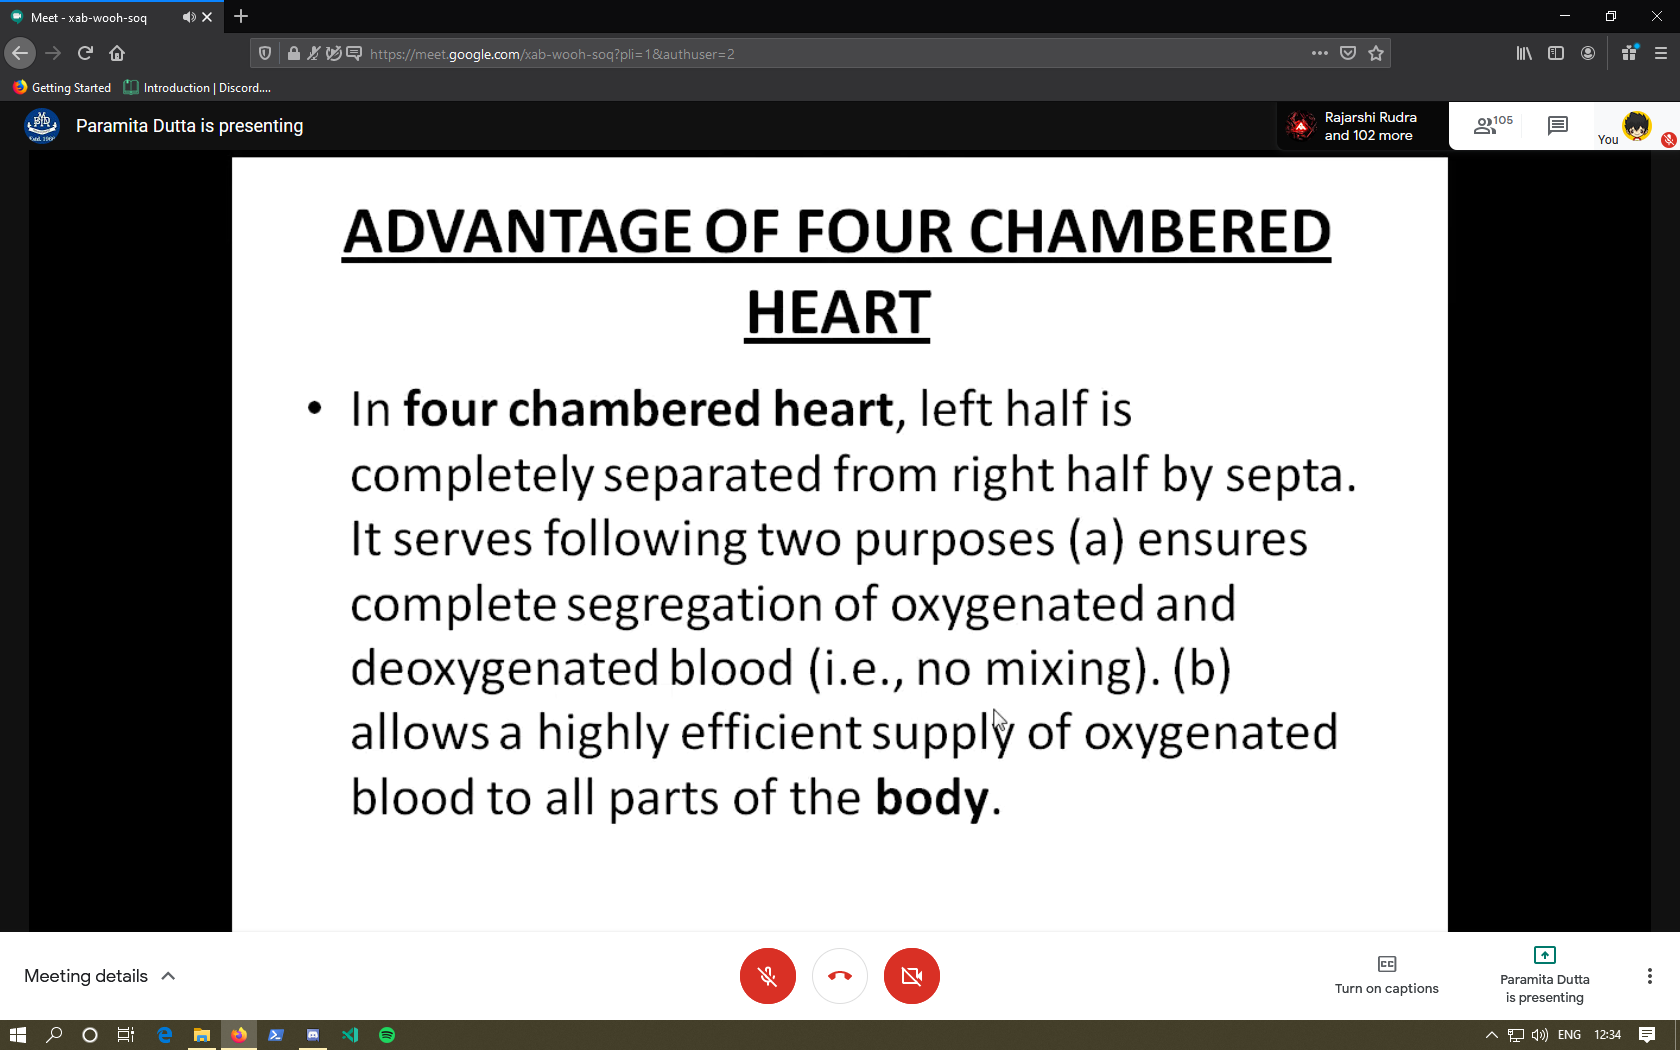 Meet - xab-wooh-soq
https://meet.google.com/xab-wooh-soq?pli=1&authuser=2
Getting Started
Introduction | Discord....
Paramita Dutta is presenting
Rajarshi Rudra
and 102 more
105
You
ADVANTAGE OF FOUR CHAMBERED
HEART
• In four chambered heart, left half is
completely separated from right half by septa.
It serves following two purposes (a) ensures
complete segregation of oxygenated and
deoxygenated blood (i.e., no mixing). (b)
allows a highly efficient supply of oxygenated
blood to all parts of the body.
Meeting details
Turn on captions
Paramita Dutta
is presenting
ENG
12:34